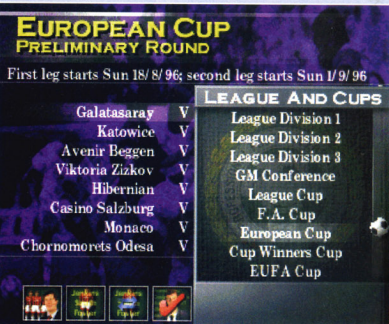 EUROPEAN CUP
PRELIMINARY ROUND
First leg starts Sun 18/8/96; second leg starts Sun 1/9/96
Galatasaray V
Katowice V
Avenir Beggen V
Viktoria Zizkov V
Hibernian V
Casino Salzburg V
Monaco V
Chornomorets Odesa V
LEAGUE AND CUPS
League Division 1
League Division 2
League Division 3
GM Conference
League Cup
F.A. Cup
European Cup
Cup Winners Cup
EUFA Cup